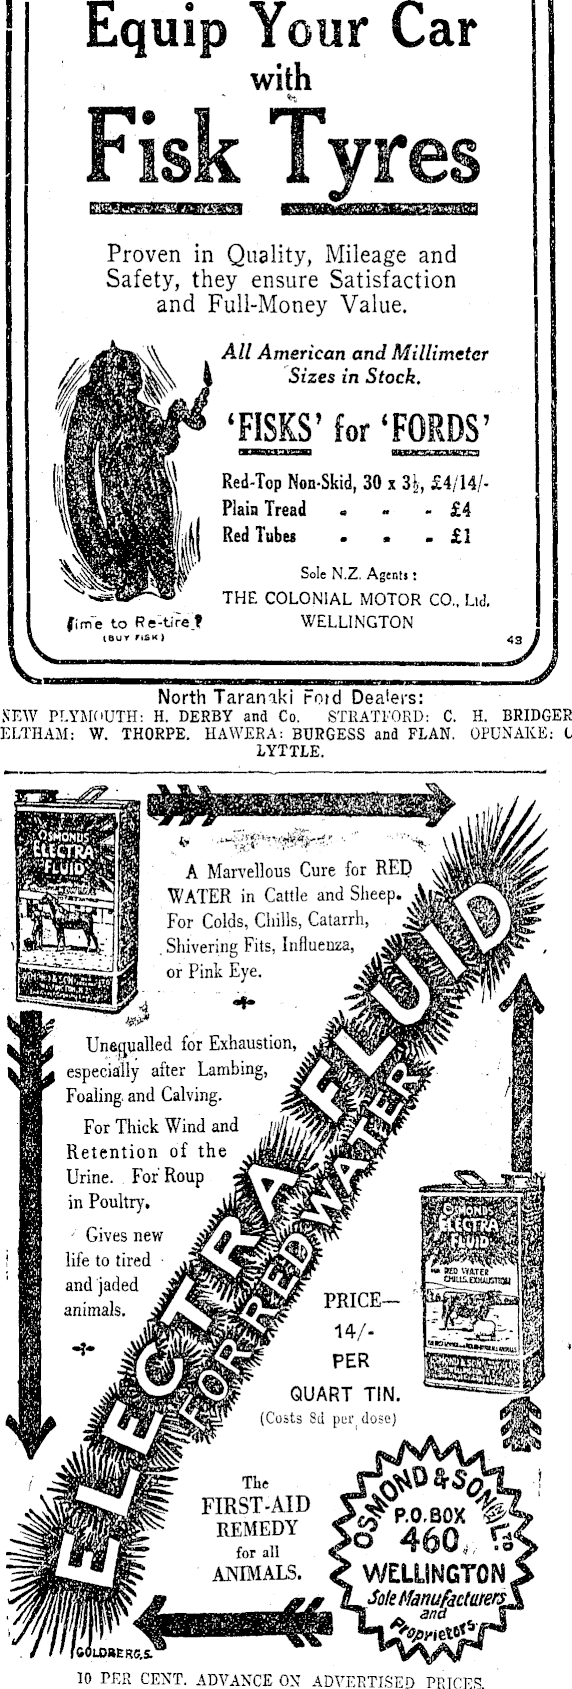 Equip Your Car
with
Fisk Tyres
Proven in Quality, Mileage and
Safety, they ensure Satisfaction
and Full-Money Value.
All American and Millimeter
Sizes in Stock.
'FISKS' for 'FORDS'
Red-Top Non-Skid, 30 x 3½, £4/14/-
Plain Tread - - - £4
Red Tubes - - - £1
Sole N.Z. Agents:
THE COLONIAL MOTOR CO., Ltd.
WELLINGTON
Time to Re-tire?
(BUY FISK)
43
North Taranaki Ford Dealers:
NEW PLYMOUTH: H. DERBY and Co. STRATFORD: C. H. BRIDGER
ELTHAM: W. THORPE. HAWERA: BURGESS and FLAN. OPUNAKE: C
LYTTLE.
OSMONDS
ELECTRA
FLUID
A Marvellous Cure for RED
WATER in Cattle and Sheep.
For Colds, Chills, Catarrh,
Shivering Fits, Influenza,
or Pink Eye.
Unequalled for Exhaustion,
especially after Lambing,
Foaling and Calving.
For Thick Wind and
Retention of the
Urine. For Roup
in Poultry.
Gives new
life to tired
and jaded
animals.
ELECTRA FLUID
FOR RED WATER
OSMONDS
ELECTRA
FLUID
FOR RED WATER
CHILLS, EXHAUSTION
PRICE—
14/-
PER
QUART TIN.
(Costs 8d per dose)
The
FIRST-AID
REMEDY
for all
ANIMALS.
OSMOND & SON (N.Z.) LTD
P.O. BOX
460
WELLINGTON
Sole Manufacturers
and
Proprietors.
GOLDBERG,S.
10 PER CENT. ADVANCE ON ADVERTISED PRICES.